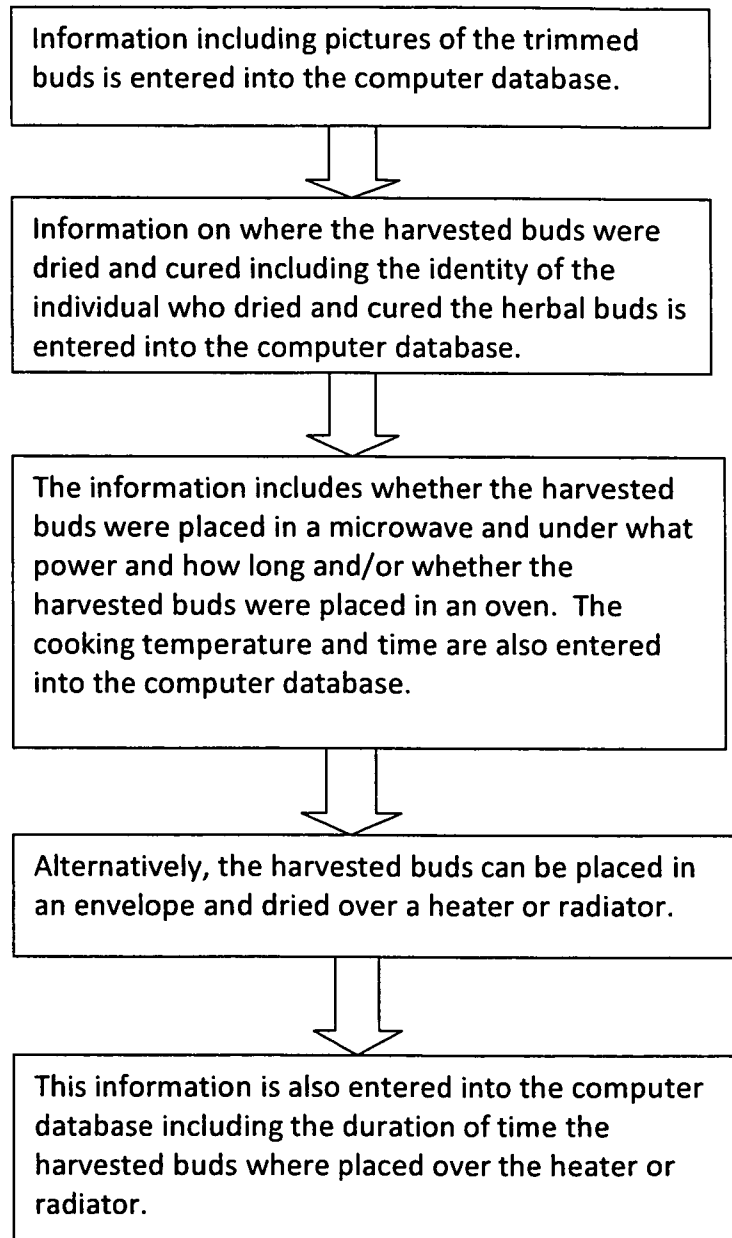 Information including pictures of the trimmed
buds is entered into the computer database.
Information on where the harvested buds were
dried and cured including the identity of the
individual who dried and cured the herbal buds is
entered into the computer database.
The information includes whether the harvested
buds were placed in a microwave and under what
power and how long and/or whether the
harvested buds were placed in an oven. The
cooking temperature and time are also entered
into the computer database.
Alternatively, the harvested buds can be placed in
an envelope and dried over a heater or radiator.
This information is also entered into the computer
database including the duration of time the
harvested buds where placed over the heater or
radiator.